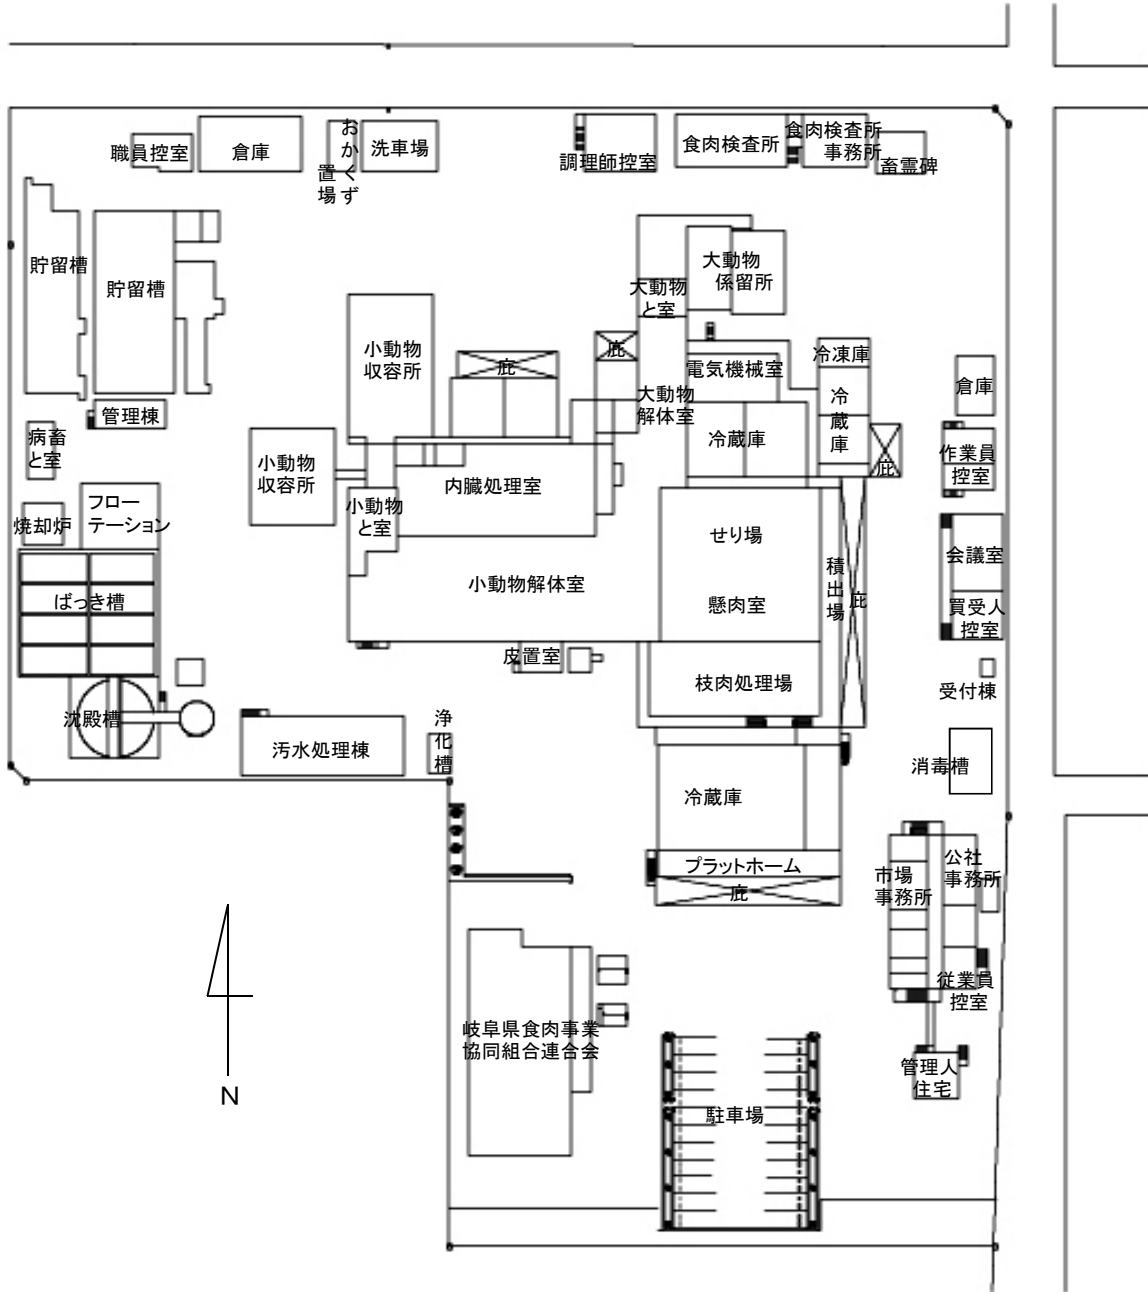 職員控室
倉庫
おかくず
置場
洗車場
調理師控室
食肉検査所
食肉検査所
事務所
畜霊碑
貯留槽
貯留槽
大動物
係留所
大動物
と室
小動物
収容所
庇
庇
電気機械室
冷凍庫
大動物
解体室
冷
蔵
庫
倉庫
管理棟
病畜
と室
冷蔵庫
庇
作業員
控室
小動物
収容所
内臓処理室
小動物
と室
フロー
テーション
焼却炉
せり場
積出場
庇
会議室
小動物解体室
懸肉室
買受人
控室
ばっき槽
皮置室
枝肉処理場
受付棟
沈殿槽
汚水処理棟
浄化槽
消毒槽
冷蔵庫
プラットホーム
庇
市場
事務所
公社
事務所
従業員
控室
岐阜県食肉事業
協同組合連合会
管理人
住宅
駐車場
N